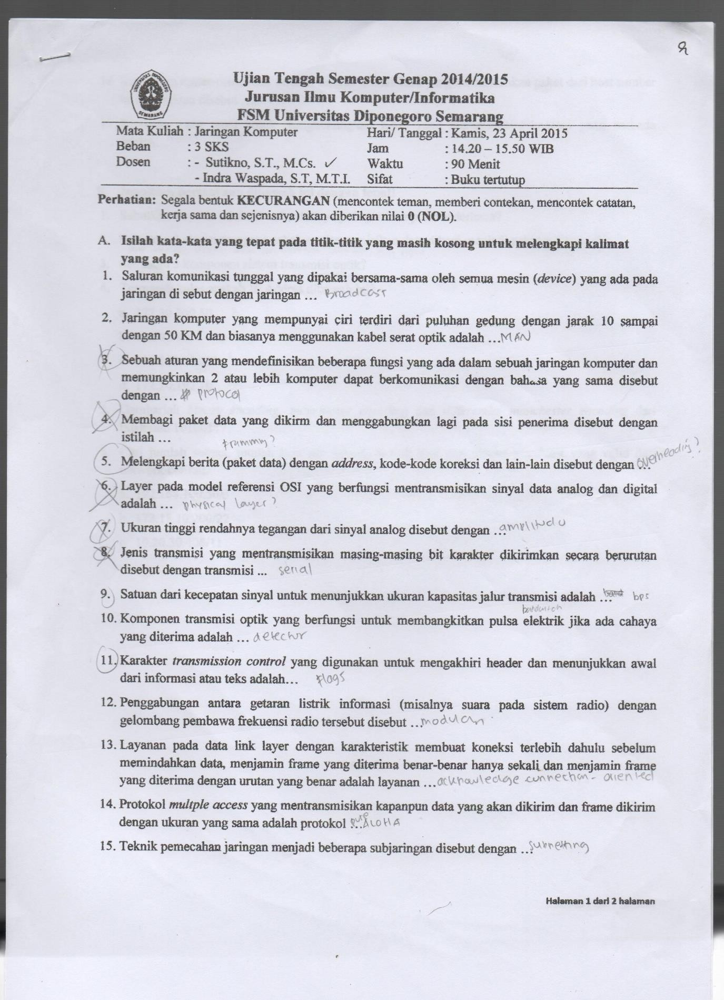 Ujian Tengah Semester Genap 2014/2015
Jurusan Ilmu Komputer/Informatika
FSM Universitas Diponegoro Semarang
UNIVERSITAS DIPONEGORO
SEMARANG
Mata Kuliah : Jaringan Komputer Hari/ Tanggal : Kamis, 23 April 2015
Beban : 3 SKS Jam : 14.20 – 15.50 WIB
Dosen : - Sutikno, S.T., M.Cs. ✓ Waktu : 90 Menit
- Indra Waspada, S.T, M.T.I. Sifat : Buku tertutup
Perhatian: Segala bentuk KECURANGAN (mencontek teman, memberi contekan, mencontek catatan,
kerja sama dan sejenisnya) akan diberikan nilai 0 (NOL).
A. Isilah kata-kata yang tepat pada titik-titik yang masih kosong untuk melengkapi kalimat
yang ada?
1. Saluran komunikasi tunggal yang dipakai bersama-sama oleh semua mesin (device) yang ada pada
jaringan di sebut dengan jaringan … Broadcast
2. Jaringan komputer yang mempunyai ciri terdiri dari puluhan gedung dengan jarak 10 sampai
dengan 50 KM dan biasanya menggunakan kabel serat optik adalah … MAN
3. Sebuah aturan yang mendefinisikan beberapa fungsi yang ada dalam sebuah jaringan komputer dan
memungkinkan 2 atau lebih komputer dapat berkomunikasi dengan bahasa yang sama disebut
dengan … protocol
4. Membagi paket data yang dikirm dan menggabungkan lagi pada sisi penerima disebut dengan
istilah …
5. Melengkapi berita (paket data) dengan address, kode-kode koreksi dan lain-lain disebut dengan … overheading?
6. Layer pada model referensi OSI yang berfungsi mentransmisikan sinyal data analog dan digital
adalah … physical layer?
7. Ukuran tinggi rendahnya tegangan dari sinyal analog disebut dengan … amplitudo
8. Jenis transmisi yang mentransmisikan masing-masing bit karakter dikirimkan secara berurutan
disebut dengan transmisi ... serial
9. Satuan dari kecepatan sinyal untuk menunjukkan ukuran kapasitas jalur transmisi adalah … bps
10. Komponen transmisi optik yang berfungsi untuk membangkitkan pulsa elektrik jika ada cahaya
yang diterima adalah … detector
11. Karakter transmission control yang digunakan untuk mengakhiri header dan menunjukkan awal
dari informasi atau teks adalah… flags
12. Penggabungan antara getaran listrik informasi (misalnya suara pada sistem radio) dengan
gelombang pembawa frekuensi radio tersebut disebut …
13. Layanan pada data link layer dengan karakteristik membuat koneksi terlebih dahulu sebelum
memindahkan data, menjamin frame yang diterima benar-benar hanya sekali dan menjamin frame
yang diterima dengan urutan yang benar adalah layanan … acknowledge connection-oriented
14. Protokol multple access yang mentransmisikan kapanpun data yang akan dikirim dan frame dikirim
dengan ukuran yang sama adalah protokol … pure ALOHA
15. Teknik pemecahan jaringan menjadi beberapa subjaringan disebut dengan … subnetting
Halaman 1 dari 2 halaman